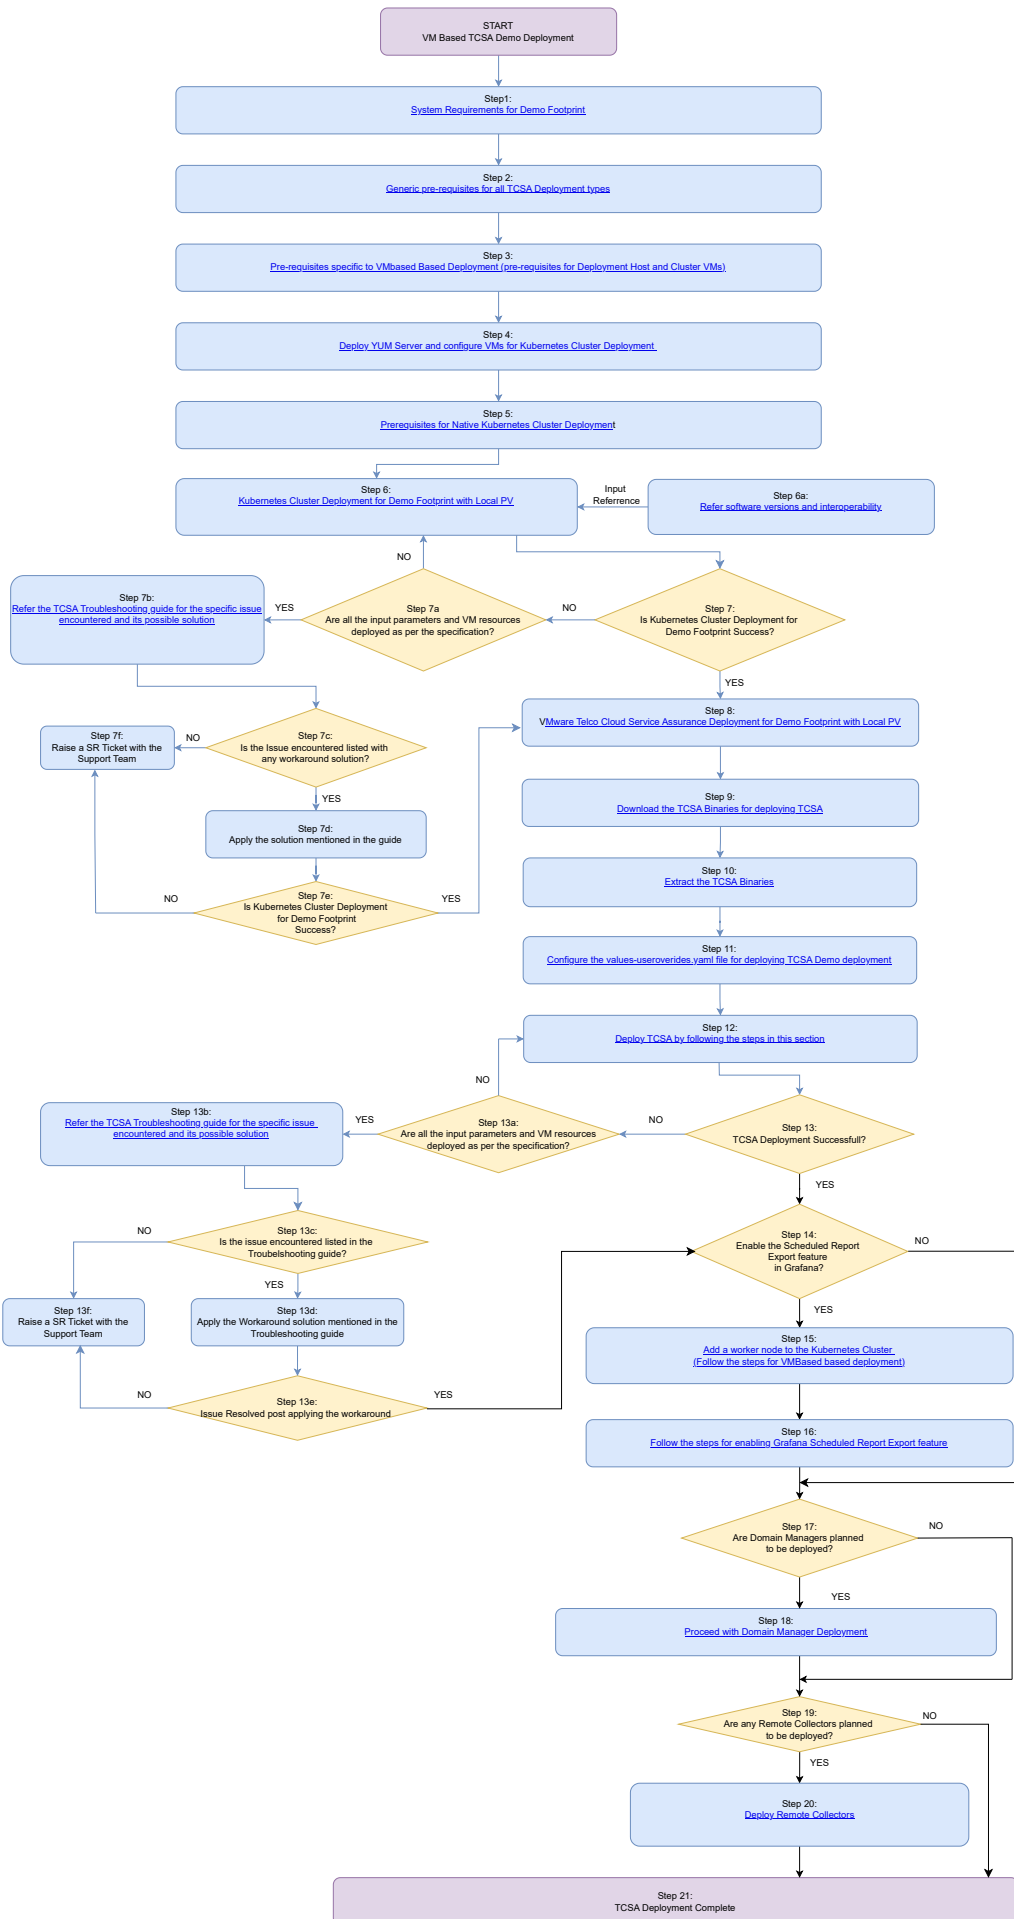 START
VM Based TCSA Demo Deployment
Step1:
System Requirements for Demo Footprint
Step 2:
Generic pre-requisites for all TCSA Deployment types
Step 3:
Pre-requisites specific to VMbased Based Deployment (pre-requisites for Deployment Host and Cluster VMs)
Step 4:
Deploy YUM Server and configure VMs for Kubernetes Cluster Deployment
Step 5:
Prerequisites for Native Kubernetes Cluster Deployment
Step 6:
Kubernetes Cluster Deployment for Demo Footprint with Local PV
Input
Referrence
Step 6a:
Refer software versions and interoperability
NO
Step 7b:
Refer the TCSA Troubleshooting guide for the specific issue
encountered and its possible solution
YES
Step 7a
Are all the input parameters and VM resources
deployed as per the specification?
NO
Step 7:
Is Kubernetes Cluster Deployment for
Demo Footprint Success?
YES
Step 8:
VMware Telco Cloud Service Assurance Deployment for Demo Footprint with Local PV
Step 7f:
Raise a SR Ticket with the
Support Team
NO
Step 7c:
Is the Issue encountered listed with
any workaround solution?
YES
Step 9:
Download the TCSA Binaries for deploying TCSA
Step 7d:
Apply the solution mentioned in the guide
Step 10:
Extract the TCSA Binaries
NO
Step 7e:
Is Kubernetes Cluster Deployment
for Demo Footprint
Success?
YES
Step 11:
Configure the values-useroverides.yaml file for deploying TCSA Demo deployment
Step 12:
Deploy TCSA by following the steps in this section
NO
Step 13b:
Refer the TCSA Troubleshooting guide for the specific issue
encountered and its possible solution
YES
Step 13a:
Are all the input parameters and VM resources
deployed as per the specification?
NO
Step 13:
TCSA Deployment Successfull?
YES
NO
Step 13c:
Is the issue encountered listed in the
Troubelshooting guide?
YES
Step 14:
Enable the Scheduled Report
Export feature
in Grafana?
NO
YES
Step 13f:
Raise a SR Ticket with the
Support Team
Step 13d:
Apply the Workaround solution mentioned in the
Troubleshooting guide
Step 15:
Add a worker node to the Kubernetes Cluster
(Follow the steps for VMBased based deployment)
NO
Step 13e:
Issue Resolved post applying the workaround
YES
Step 16:
Follow the steps for enabling Grafana Scheduled Report Export feature
Step 17:
Are Domain Managers planned
to be deployed?
NO
YES
Step 18:
Proceed with Domain Manager Deployment
Step 19:
Are any Remote Collectors planned
to be deployed?
NO
YES
Step 20:
Deploy Remote Collectors
Step 21:
TCSA Deployment Complete